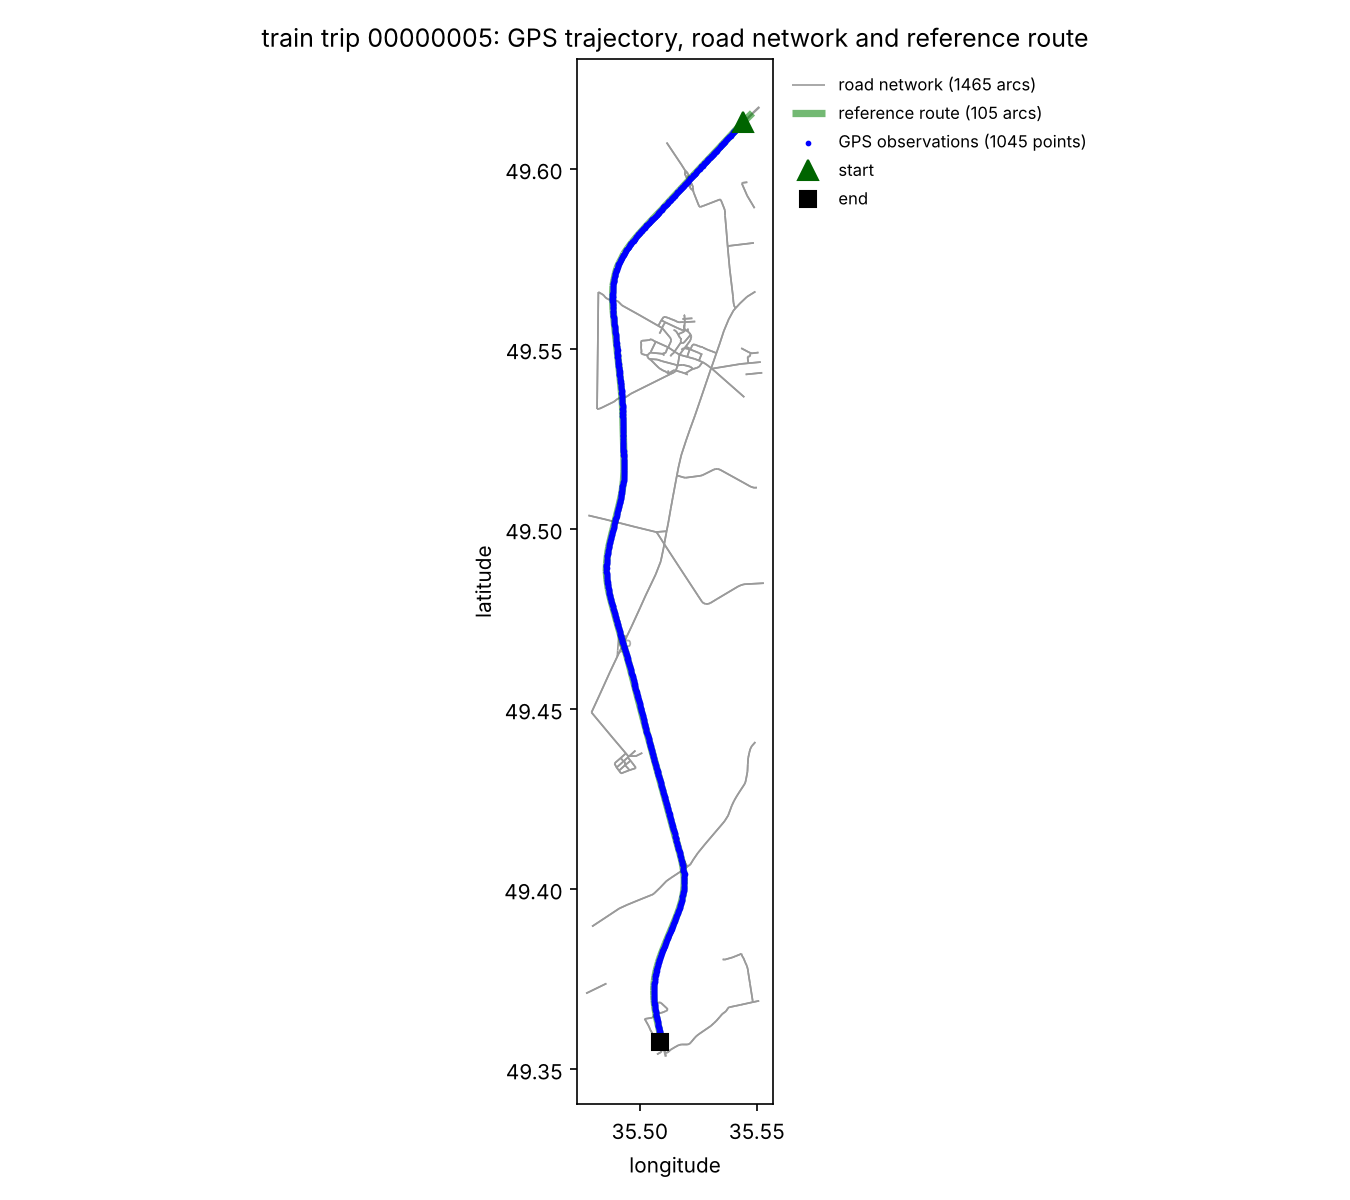 train trip 00000005: GPS trajectory, road network and reference route
road network (1465 arcs)
reference route (105 arcs)
GPS observations (1045 points)
start
end
49.60
49.55
49.50
49.45
49.40
49.35
latitude
35.50
35.55
longitude